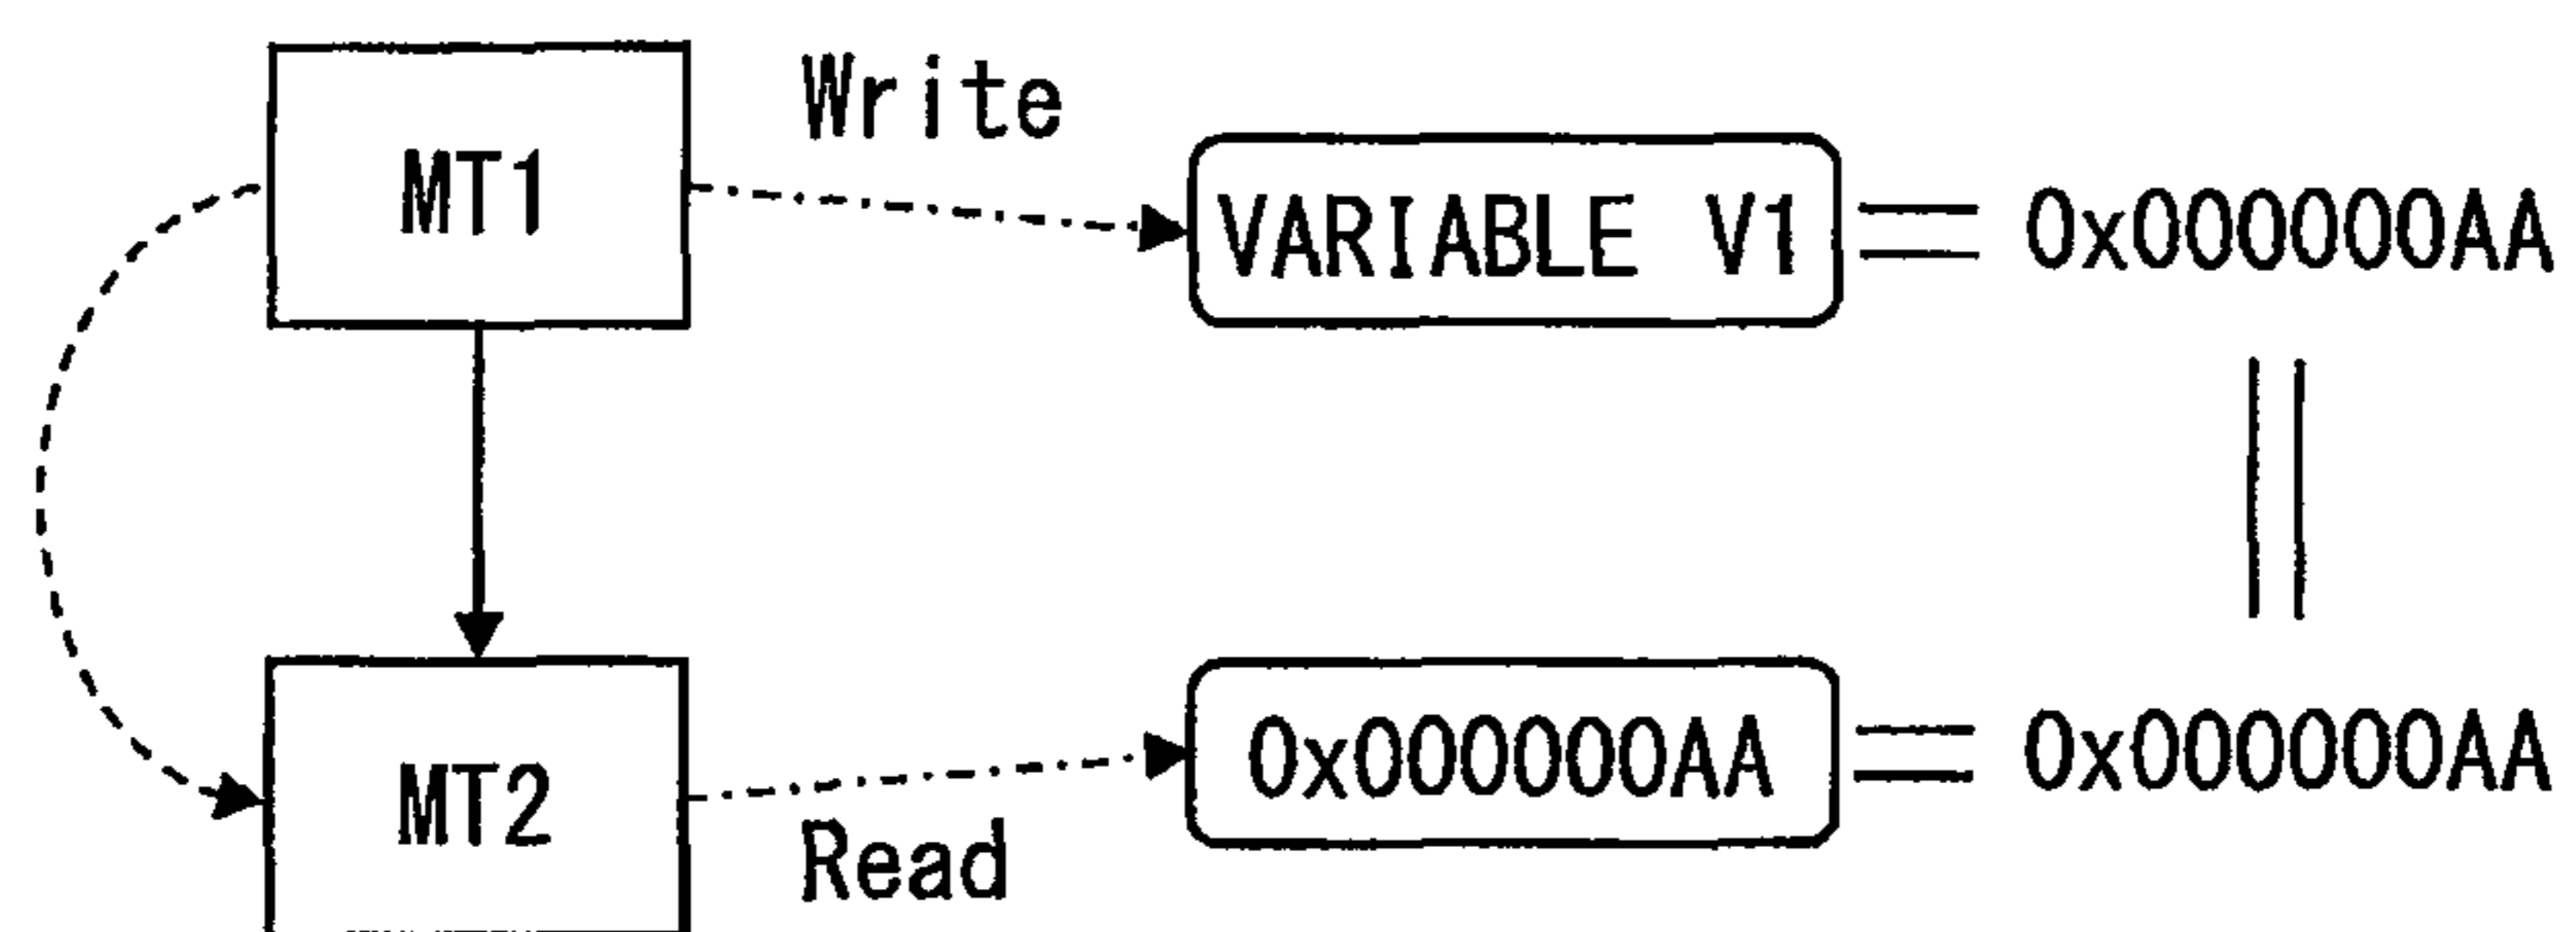 Write
MT1
VARIABLE V1 = 0x000000AA
||
MT2
0x000000AA = 0x000000AA
Read